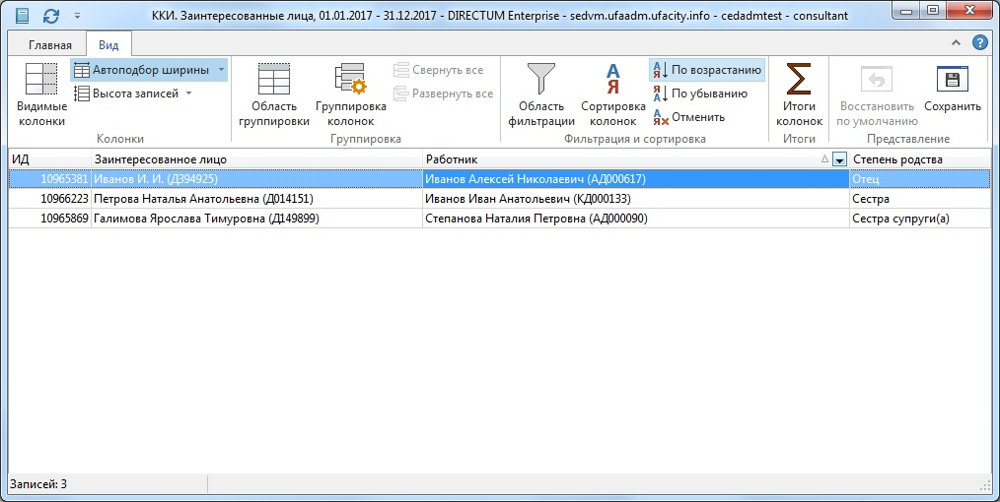 ККИ. Заинтересованные лица, 01.01.2017 - 31.12.2017 - DIRECTUM Enterprise - sedvm.ufaadm.ufacity.info - cedadmtest - consultant
Главная Вид
Видимые колонки
Автоподбор ширины
Высота записей
Колонки
Область группировки
Группировка колонок
Свернуть все
Развернуть все
Группировка
Область фильтрации
Сортировка колонок
По возрастанию
По убыванию
Отменить
Фильтрация и сортировка
Итоги колонок
Итоги
Восстановить по умолчанию
Сохранить
Представление
ИД Заинтересованное лицо Работник Степень родства
10965381 Иванов И. И. (Д394925) Иванов Алексей Николаевич (АД000617) Отец
10966223 Петрова Наталья Анатольевна (Д014151) Иванов Иван Анатольевич (КД000133) Сестра
10965869 Галимова Ярослава Тимуровна (Д149899) Степанова Наталия Петровна (АД000090) Сестра супруги(а)
Записей: 3